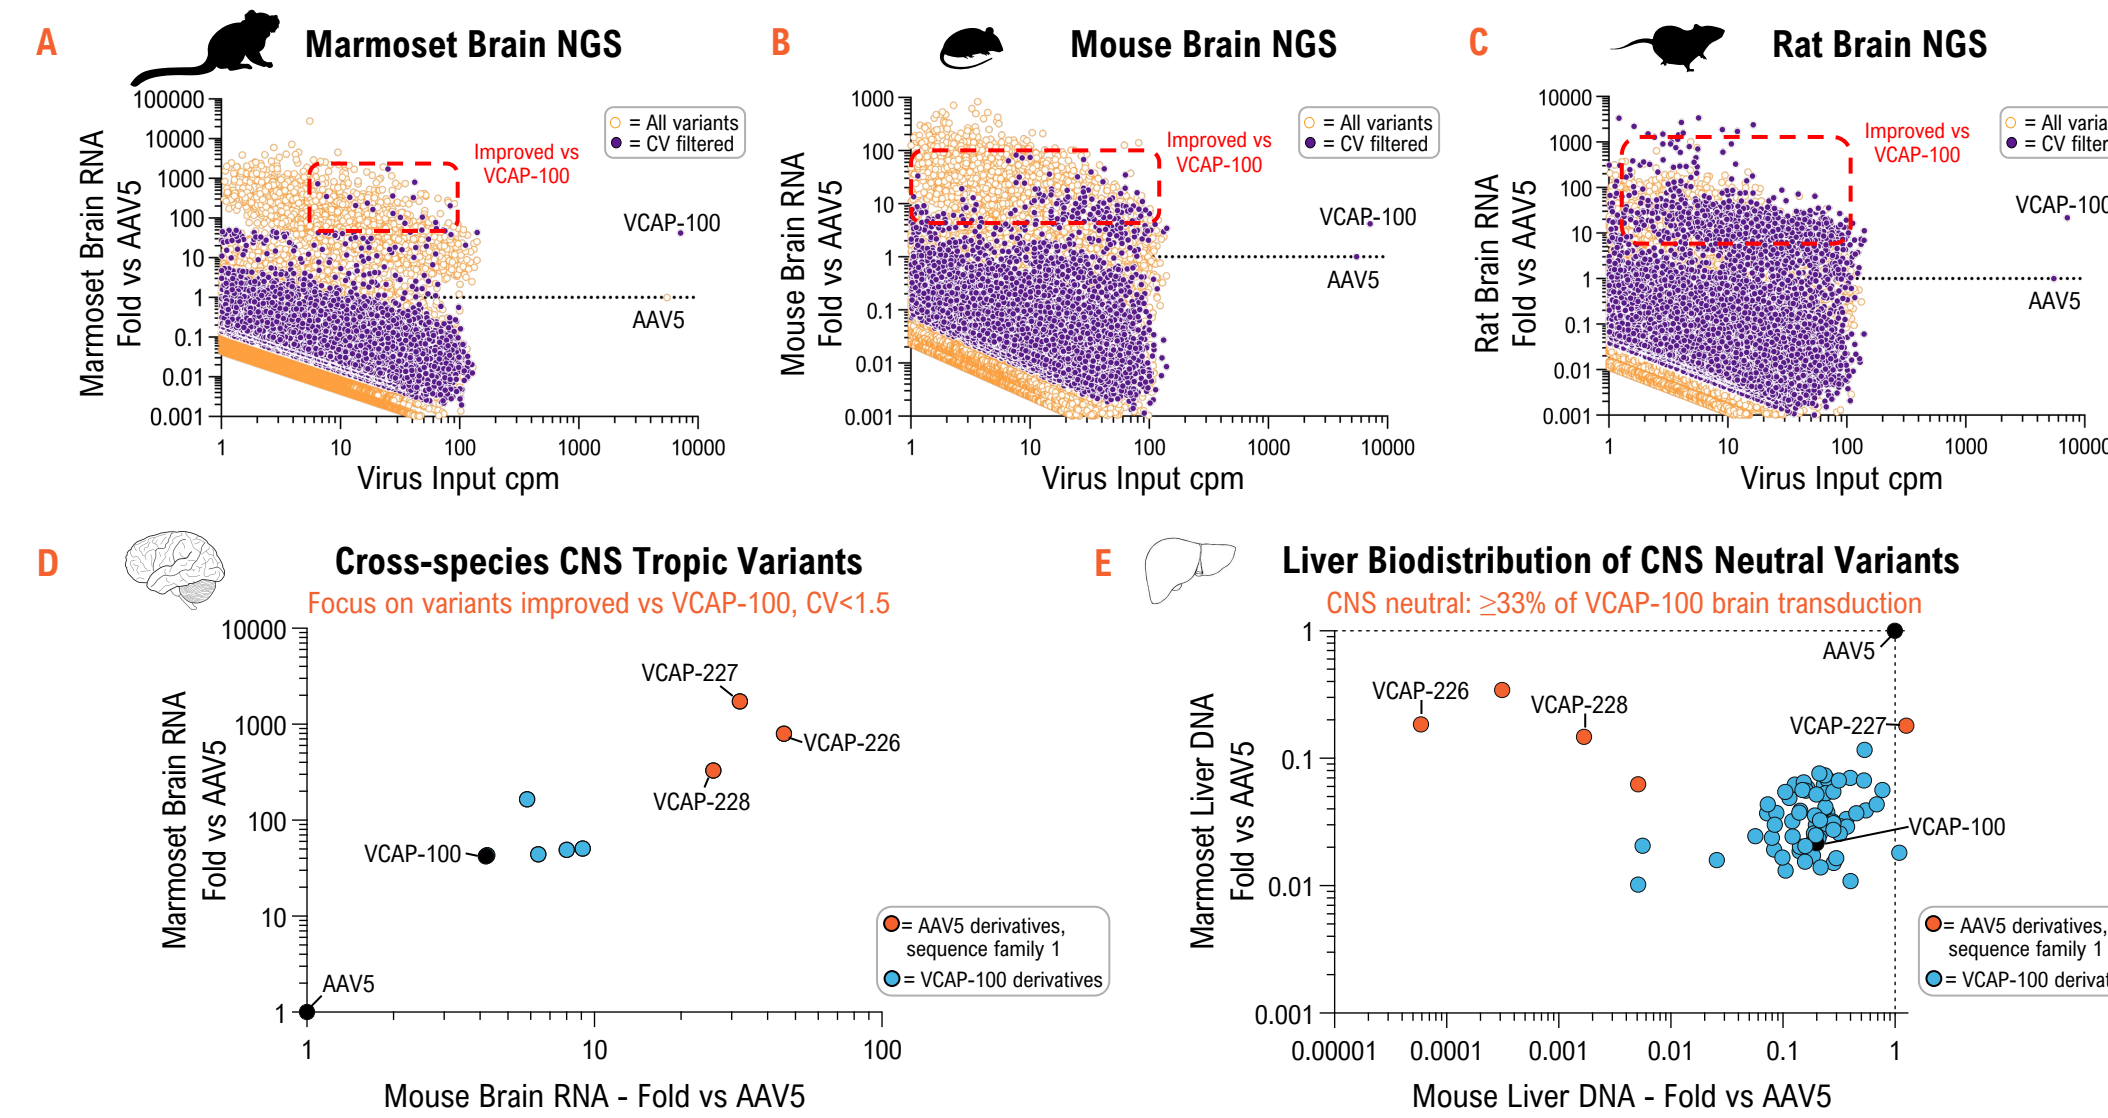 A
Marmoset Brain NGS
Marmoset Brain RNA
Fold vs AAV5
100000
10000
1000
100
10
1
0.1
0.01
0.001
= All variants
= CV filtered
Improved vs
VCAP-100
VCAP-100
AAV5
1
10
100
1000
10000
Virus Input cpm
B
Mouse Brain NGS
Mouse Brain RNA
Fold vs AAV5
1000
100
10
1
0.1
0.01
0.001
= All variants
= CV filtered
Improved vs
VCAP-100
VCAP-100
AAV5
1
10
100
1000
10000
Virus Input cpm
C
Rat Brain NGS
Rat Brain RNA
Fold vs AAV5
10000
1000
100
10
1
0.1
0.01
0.001
= All varia
= CV filter
Improved vs
VCAP-100
VCAP-100
AAV5
1
10
100
1000
10000
Virus Input cpm
D
Cross-species CNS Tropic Variants
Focus on variants improved vs VCAP-100, CV<1.5
Marmoset Brain RNA
Fold vs AAV5
10000
1000
100
10
1
VCAP-227
VCAP-226
VCAP-228
VCAP-100
AAV5
= AAV5 derivatives,
sequence family 1
= VCAP-100 derivatives
1
10
100
Mouse Brain RNA - Fold vs AAV5
E
Liver Biodistribution of CNS Neutral Variants
CNS neutral: ≥33% of VCAP-100 brain transduction
Marmoset Liver DNA
Fold vs AAV5
1
0.1
0.01
0.001
AAV5
VCAP-226
VCAP-228
VCAP-227
VCAP-100
= AAV5 derivatives,
sequence family 1
= VCAP-100 derivat
0.00001
0.0001
0.001
0.01
0.1
1
Mouse Liver DNA - Fold vs AAV5